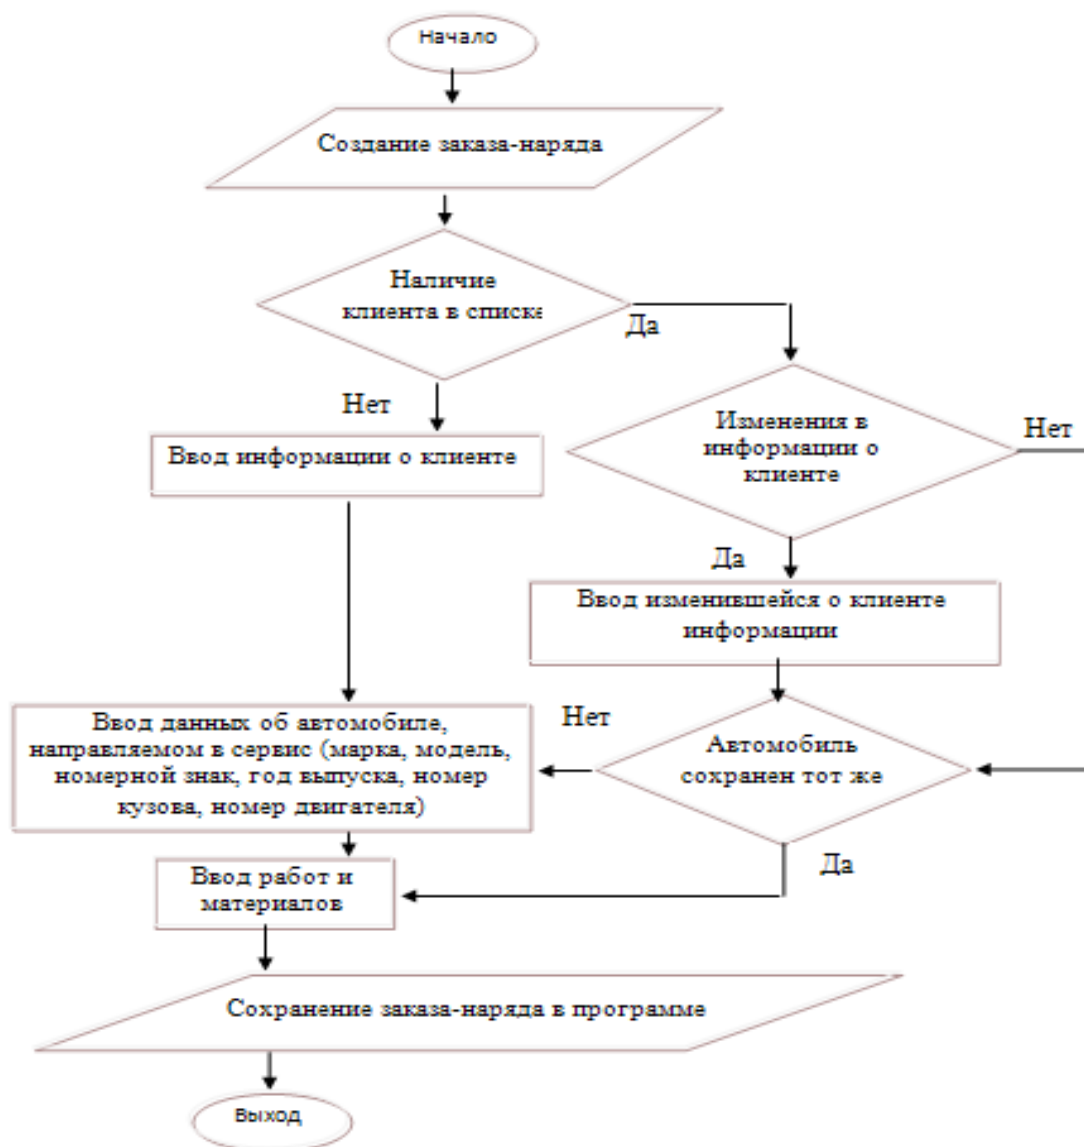 Начало
Создание заказа-наряда
Наличие
клиента в списке
Да
Нет
Изменения в
информации о
клиенте
Нет
Ввод информации о клиенте
Да
Ввод изменившейся о клиенте
информации
Ввод данных об автомобиле,
направляемом в сервис (марка, модель,
номерной знак, год выпуска, номер
кузова, номер двигателя)
Нет
Автомобиль
сохранен тот же
Да
Ввод работ и
материалов
Сохранение заказа-наряда в программе
Выход